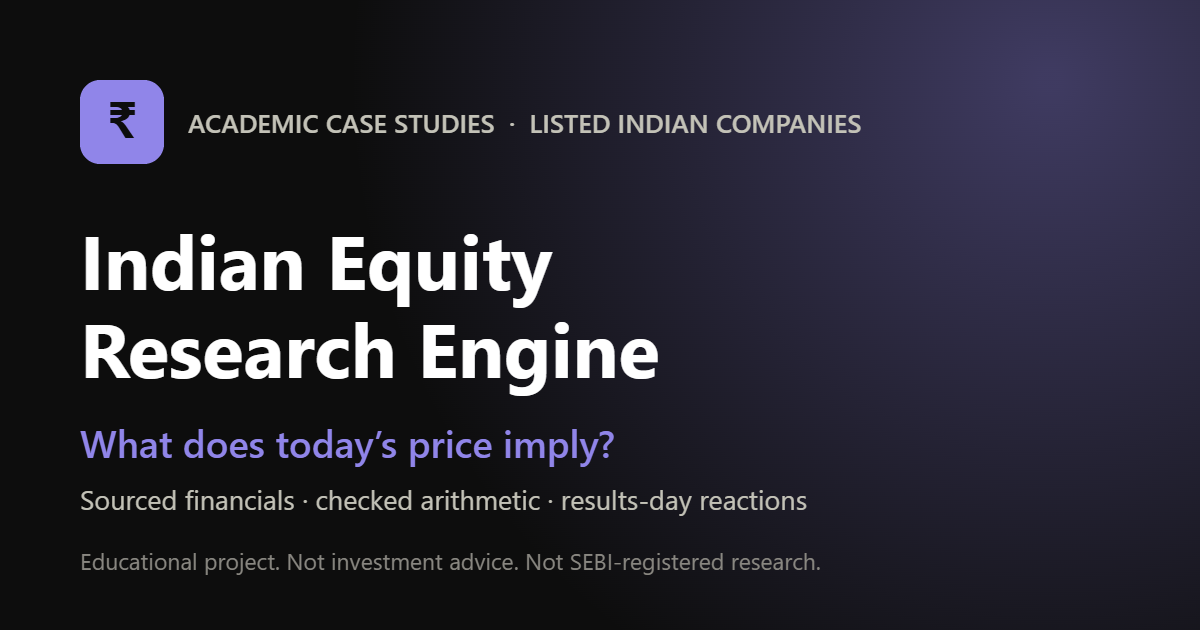 ₹
ACADEMIC CASE STUDIES · LISTED INDIAN COMPANIES
Indian Equity
Research Engine
What does today’s price imply?
Sourced financials · checked arithmetic · results-day reactions
Educational project. Not investment advice. Not SEBI-registered research.